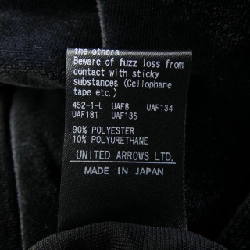 the others.
Beware of fuzz loss from
contact with sticky
substances (Cellophane
tape etc.)
452-1-L UAF8 UAF134
UAF181 UAF135
90% POLYESTER
10% POLYURETHANE
UNITED ARROWS LTD.
MADE IN JAPAN